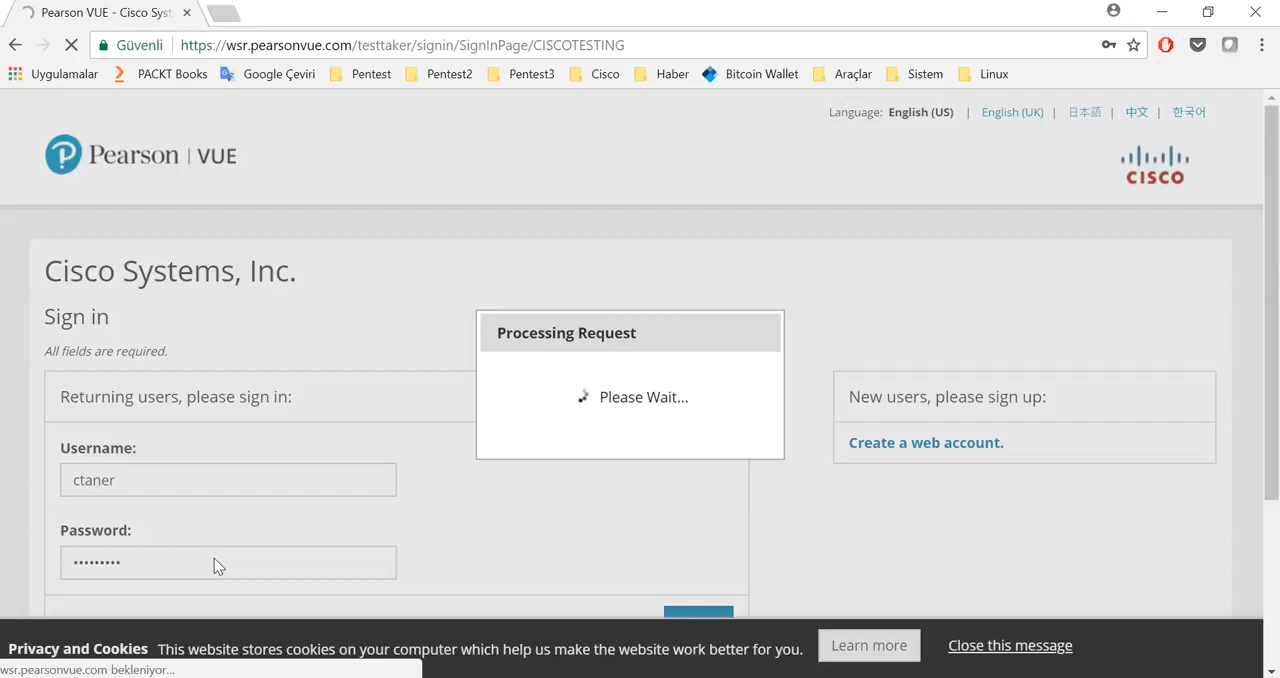 Pearson VUE - Cisco Syst
Güvenli
https://wsr.pearsonvue.com/testtaker/signin/SignInPage/CISCOTESTING
Uygulamalar PACKT Books Google Çeviri Pentest Pentest2 Pentest3 Cisco Haber Bitcoin Wallet Araçlar Sistem Linux
Language: English (US) | English (UK) | 日本語 | 中文 | 한국어
Pearson | VUE
CISCO
Cisco Systems, Inc.
Sign in
All fields are required.
Processing Request
Please Wait...
Returning users, please sign in:
Username:
ctaner
Password:
•••••••••
New users, please sign up:
Create a web account.
Privacy and Cookies This website stores cookies on your computer which help us make the website work better for you. Learn more Close this message
wsr.pearsonvue.com bekleniyor...